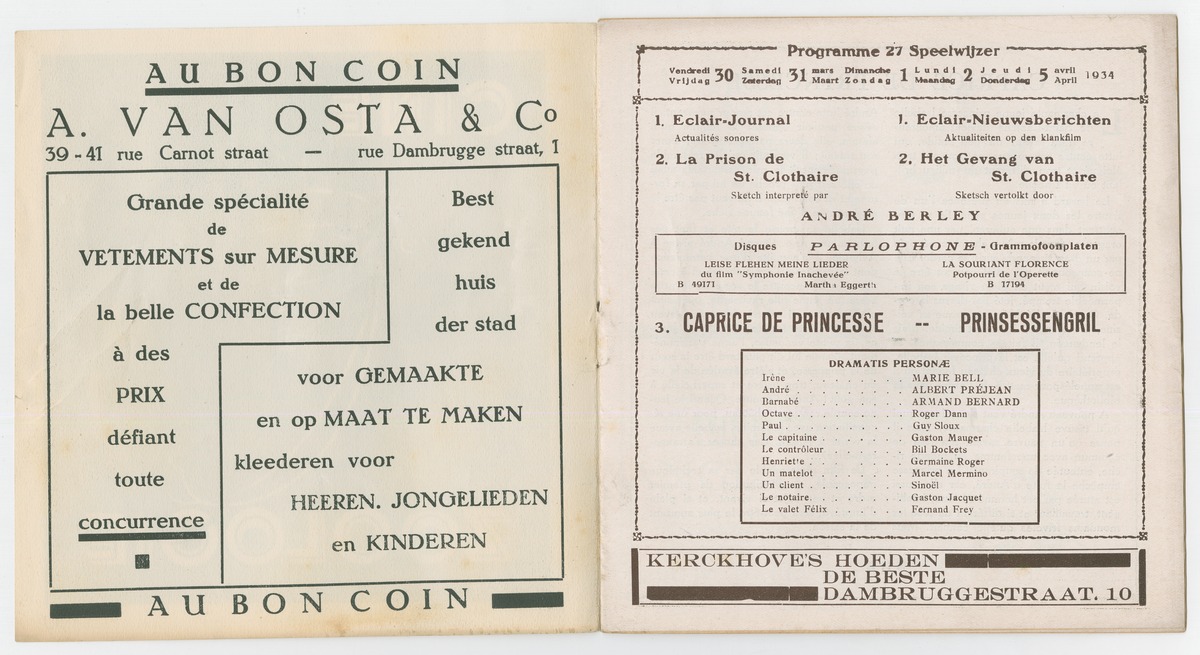 AU BON COIN
A. VAN OSTA & Co
39-41 rue Carnot straat — rue Dambrugge straat, 1
Grande spécialité
de
VETEMENTS sur MESURE
et de
la belle CONFECTION
à des
PRIX
défiant
toute
concurrence
Best
gekend
huis
der stad
voor GEMAAKTE
en op MAAT TE MAKEN
kleederen voor
HEEREN. JONGELIEDEN
en KINDEREN
AU BON COIN
Programme 27 Speelwijzer
Vendredi 30 Samedi 31 mars Dimanche 1 Lundi 2 Jeudi 5 avril 1934
Vrijdag Zaterdag Maart Zondag Maandag Donderdag April
1. Eclair-Journal
Actualités sonores
2. La Prison de
St. Clothaire
Sketch interpreté par
1. Eclair-Nieuwsberichten
Aktualiteiten op den klankfilm
2. Het Gevang van
St. Clothaire
Sketsch vertolkt door
ANDRÉ BERLEY
Disques PARLOPHONE - Grammofoonplaten
LEISE FLEHEN MEINE LIEDER
du film "Symphonie Inachevée"
B 49171 Martha Eggerth
LA SOURIANT FLORENCE
Potpourri de l'Operette
B 17194
3. CAPRICE DE PRINCESSE -- PRINSESSENGRIL
DRAMATIS PERSONÆ
Irène . . . . . . . . . MARIE BELL
André . . . . . . . . . ALBERT PRÉJEAN
Barnabé . . . . . . . . ARMAND BERNARD
Octave . . . . . . . . . Roger Dann
Paul . . . . . . . . . . Guy Sloux
Le capitaine . . . . . . . Gaston Mauger
Le contrôleur . . . . . . Bill Bockets
Henriette . . . . . . . . Germaine Roger
Un matelot . . . . . . . Marcel Mermino
Un client . . . . . . . . Sinoël
Le notaire. . . . . . . . Gaston Jacquet
Le valet Félix . . . . . . Fernand Frey
KERCKHOVE'S HOEDEN
DE BESTE
DAMBRUGGESTRAAT. 10